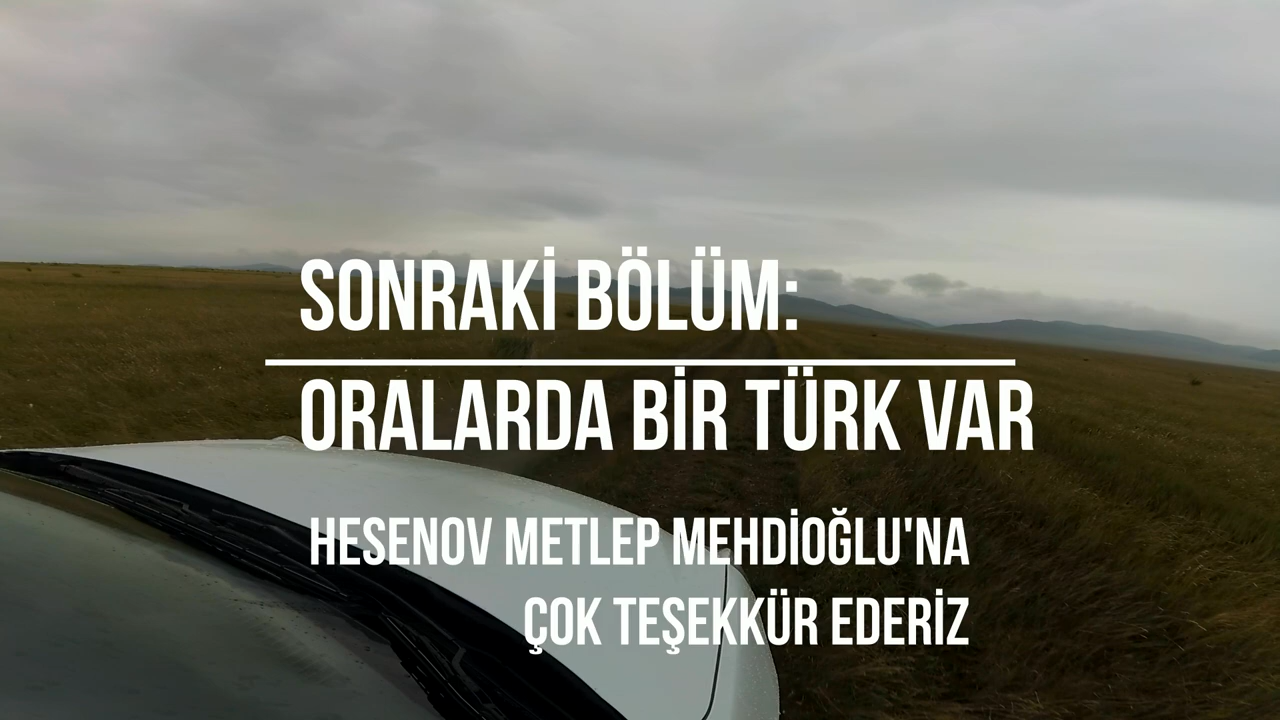 SONRAKİ BÖLÜM:
ORALARDA BİR TÜRK VAR
HESENOV METLEP MEHDİOĞLU'NA
ÇOK TEŞEKKÜR EDERİZ